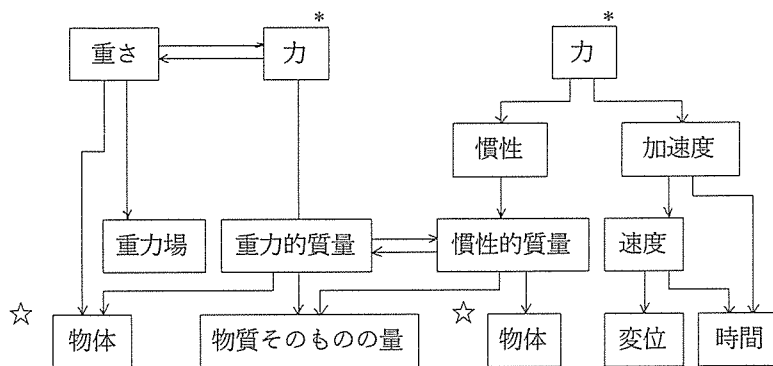 * *
重さ 力 力
慣性 加速度
重力場 重力的質量 慣性的質量 速度
☆ 物体 物質そのものの量 ☆ 物体 変位 時間